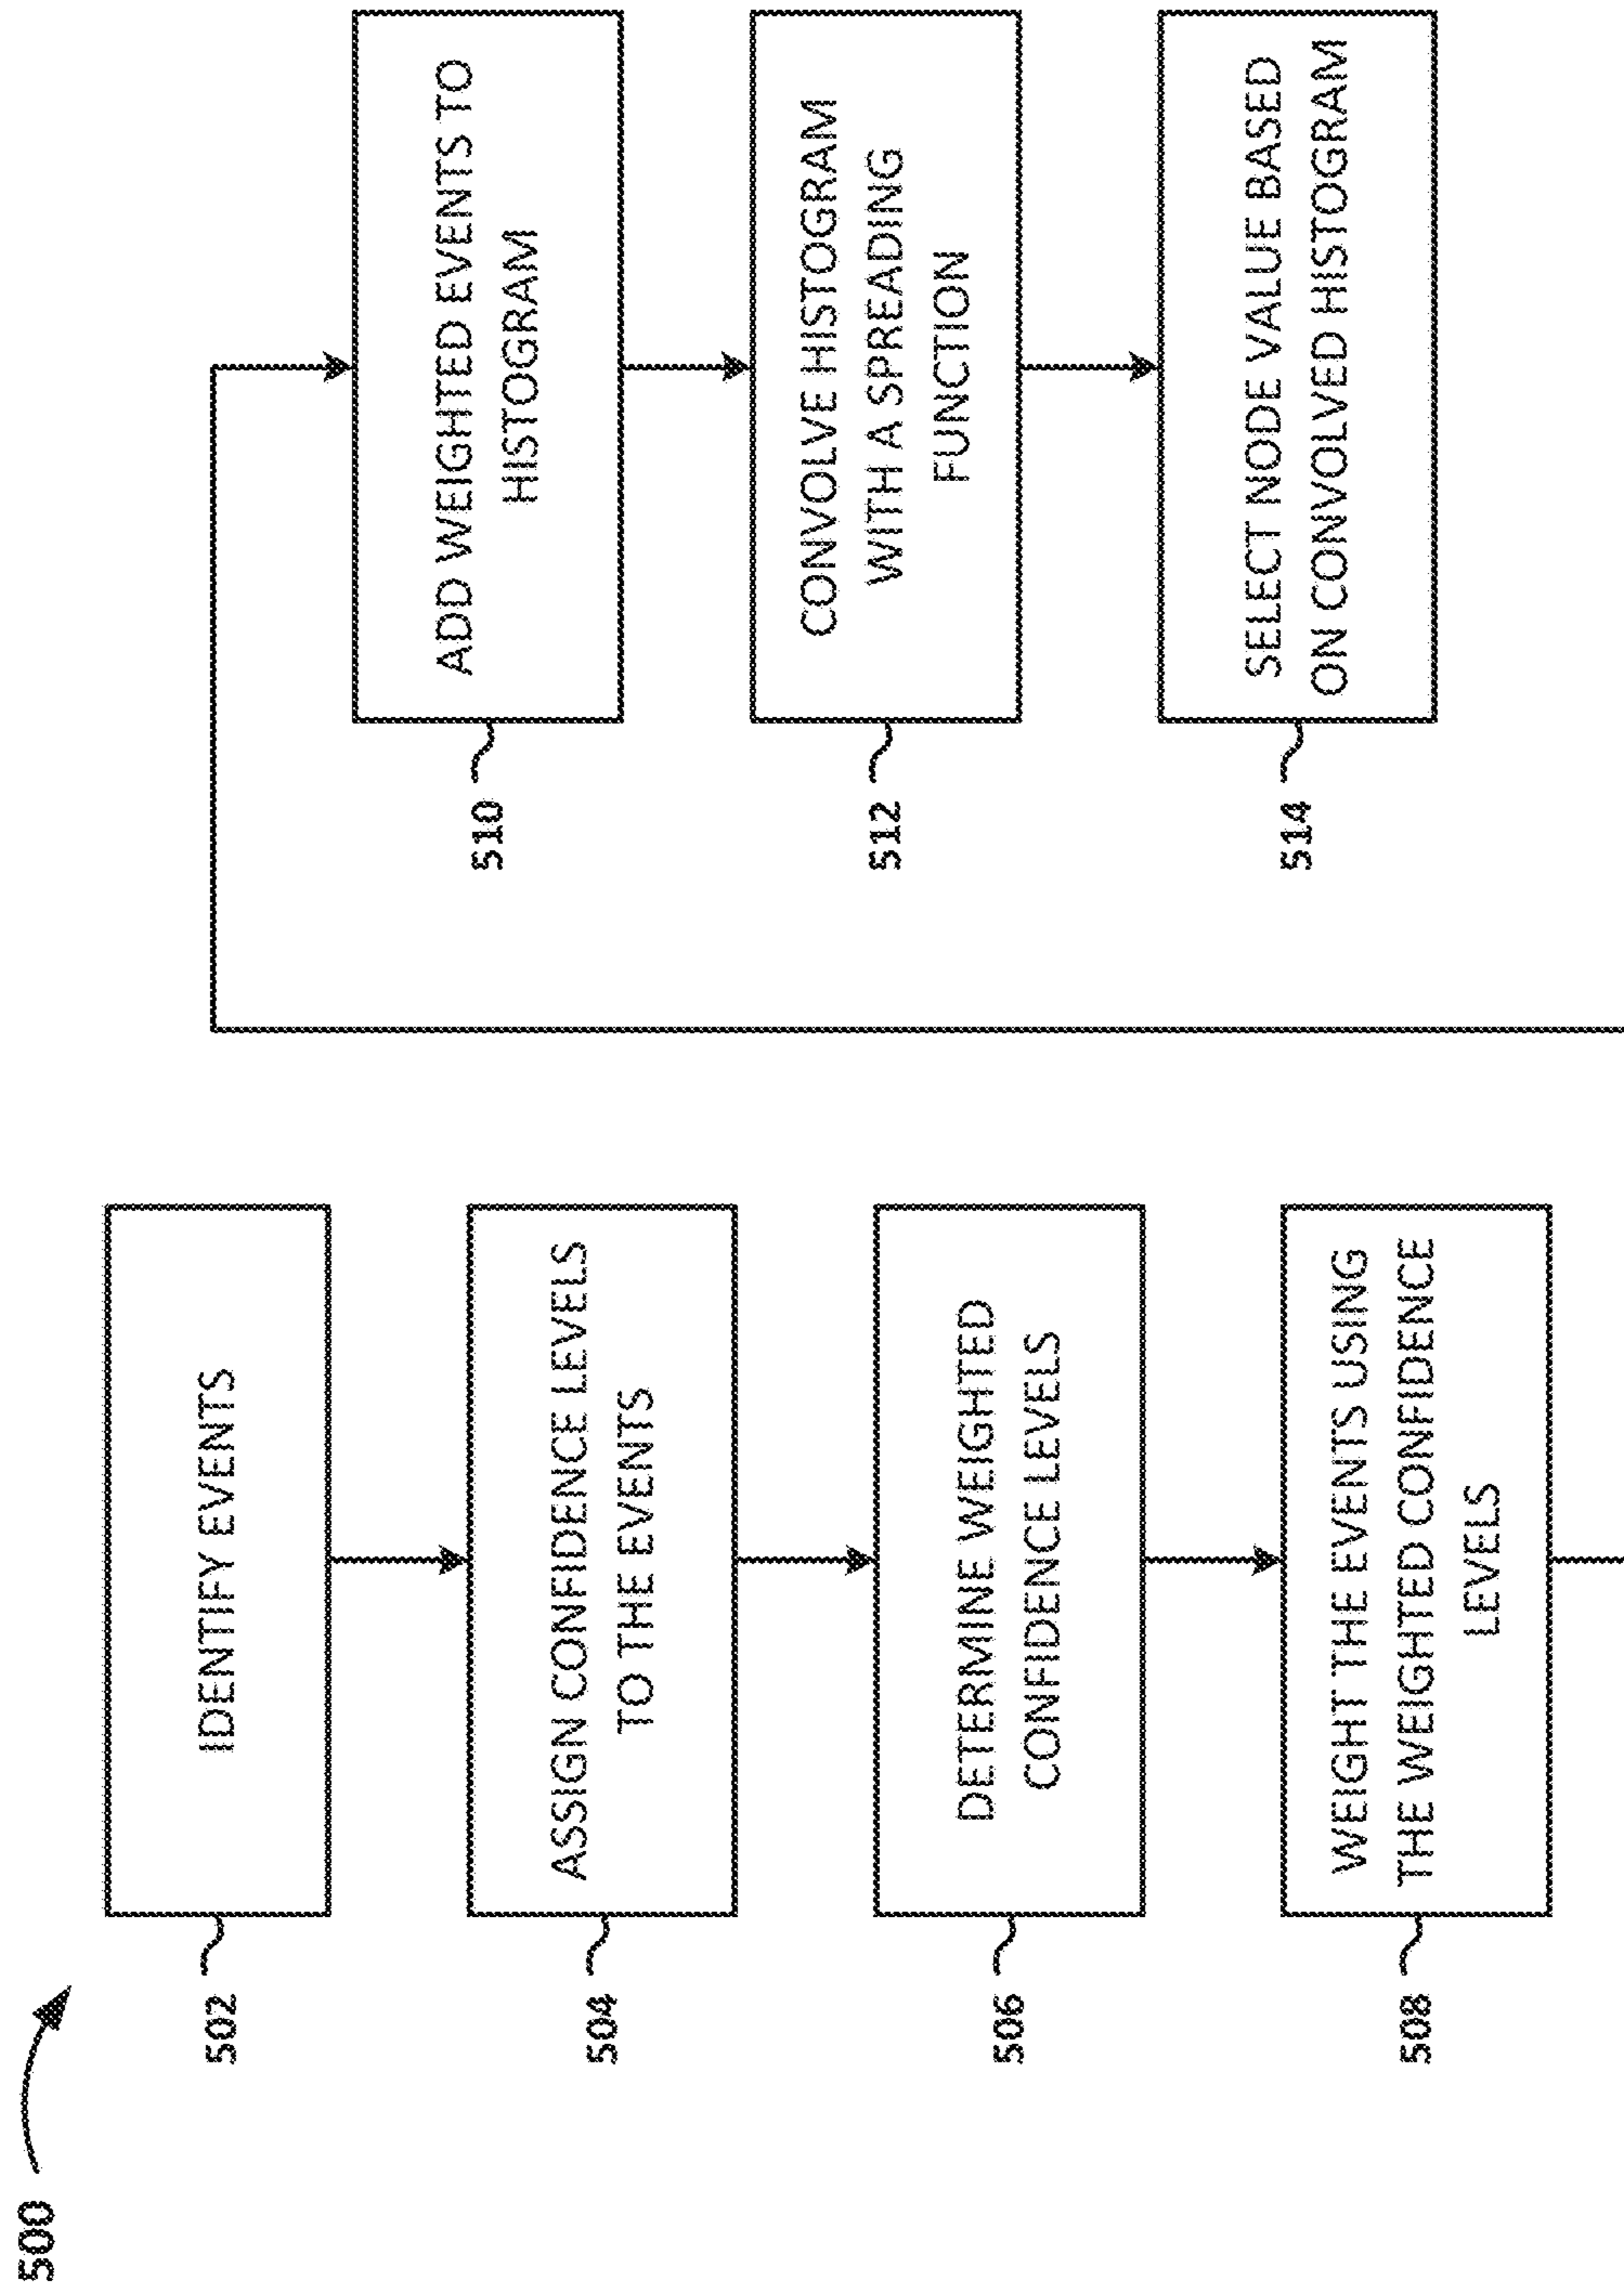 500
502
IDENTIFY EVENTS
504
ASSIGN CONFIDENCE LEVELS
TO THE EVENTS
506
DETERMINE WEIGHTED
CONFIDENCE LEVELS
508
WEIGHT THE EVENTS USING
THE WEIGHTED CONFIDENCE
LEVELS
510
ADD WEIGHTED EVENTS TO
HISTOGRAM
512
CONVOLVE HISTOGRAM
WITH A SPREADING
FUNCTION
514
SELECT NODE VALUE BASED
ON CONVOLVED HISTOGRAM